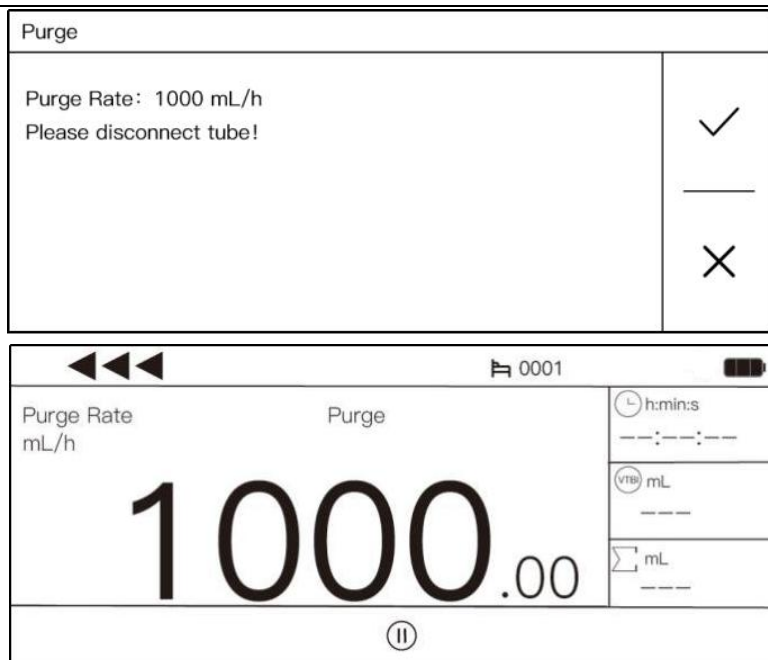 Purge
Purge Rate: 1000 mL/h
Please disconnect tube!
0001
Purge Rate
Purge
mL/h
1000.00
h:min:s
--:--:--
VTBI mL
---
mL
---